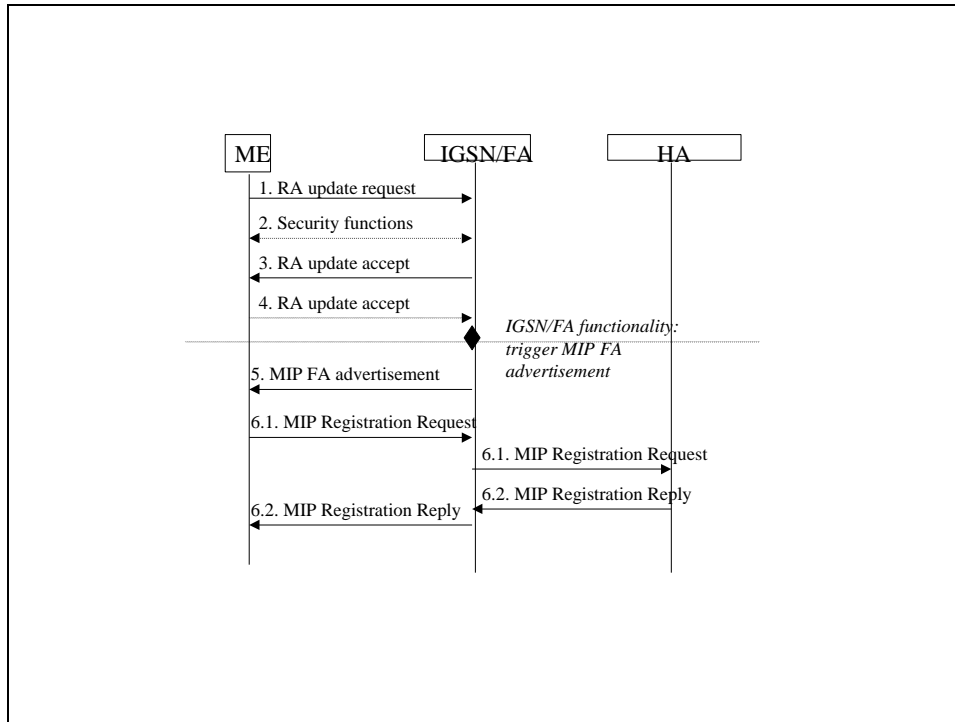 ME
IGSN/FA
HA
1. RA update request
2. Security functions
3. RA update accept
4. RA update accept
IGSN/FA functionality:
trigger MIP FA
advertisement
5. MIP FA advertisement
6.1. MIP Registration Request
6.1. MIP Registration Request
6.2. MIP Registration Reply
6.2. MIP Registration Reply